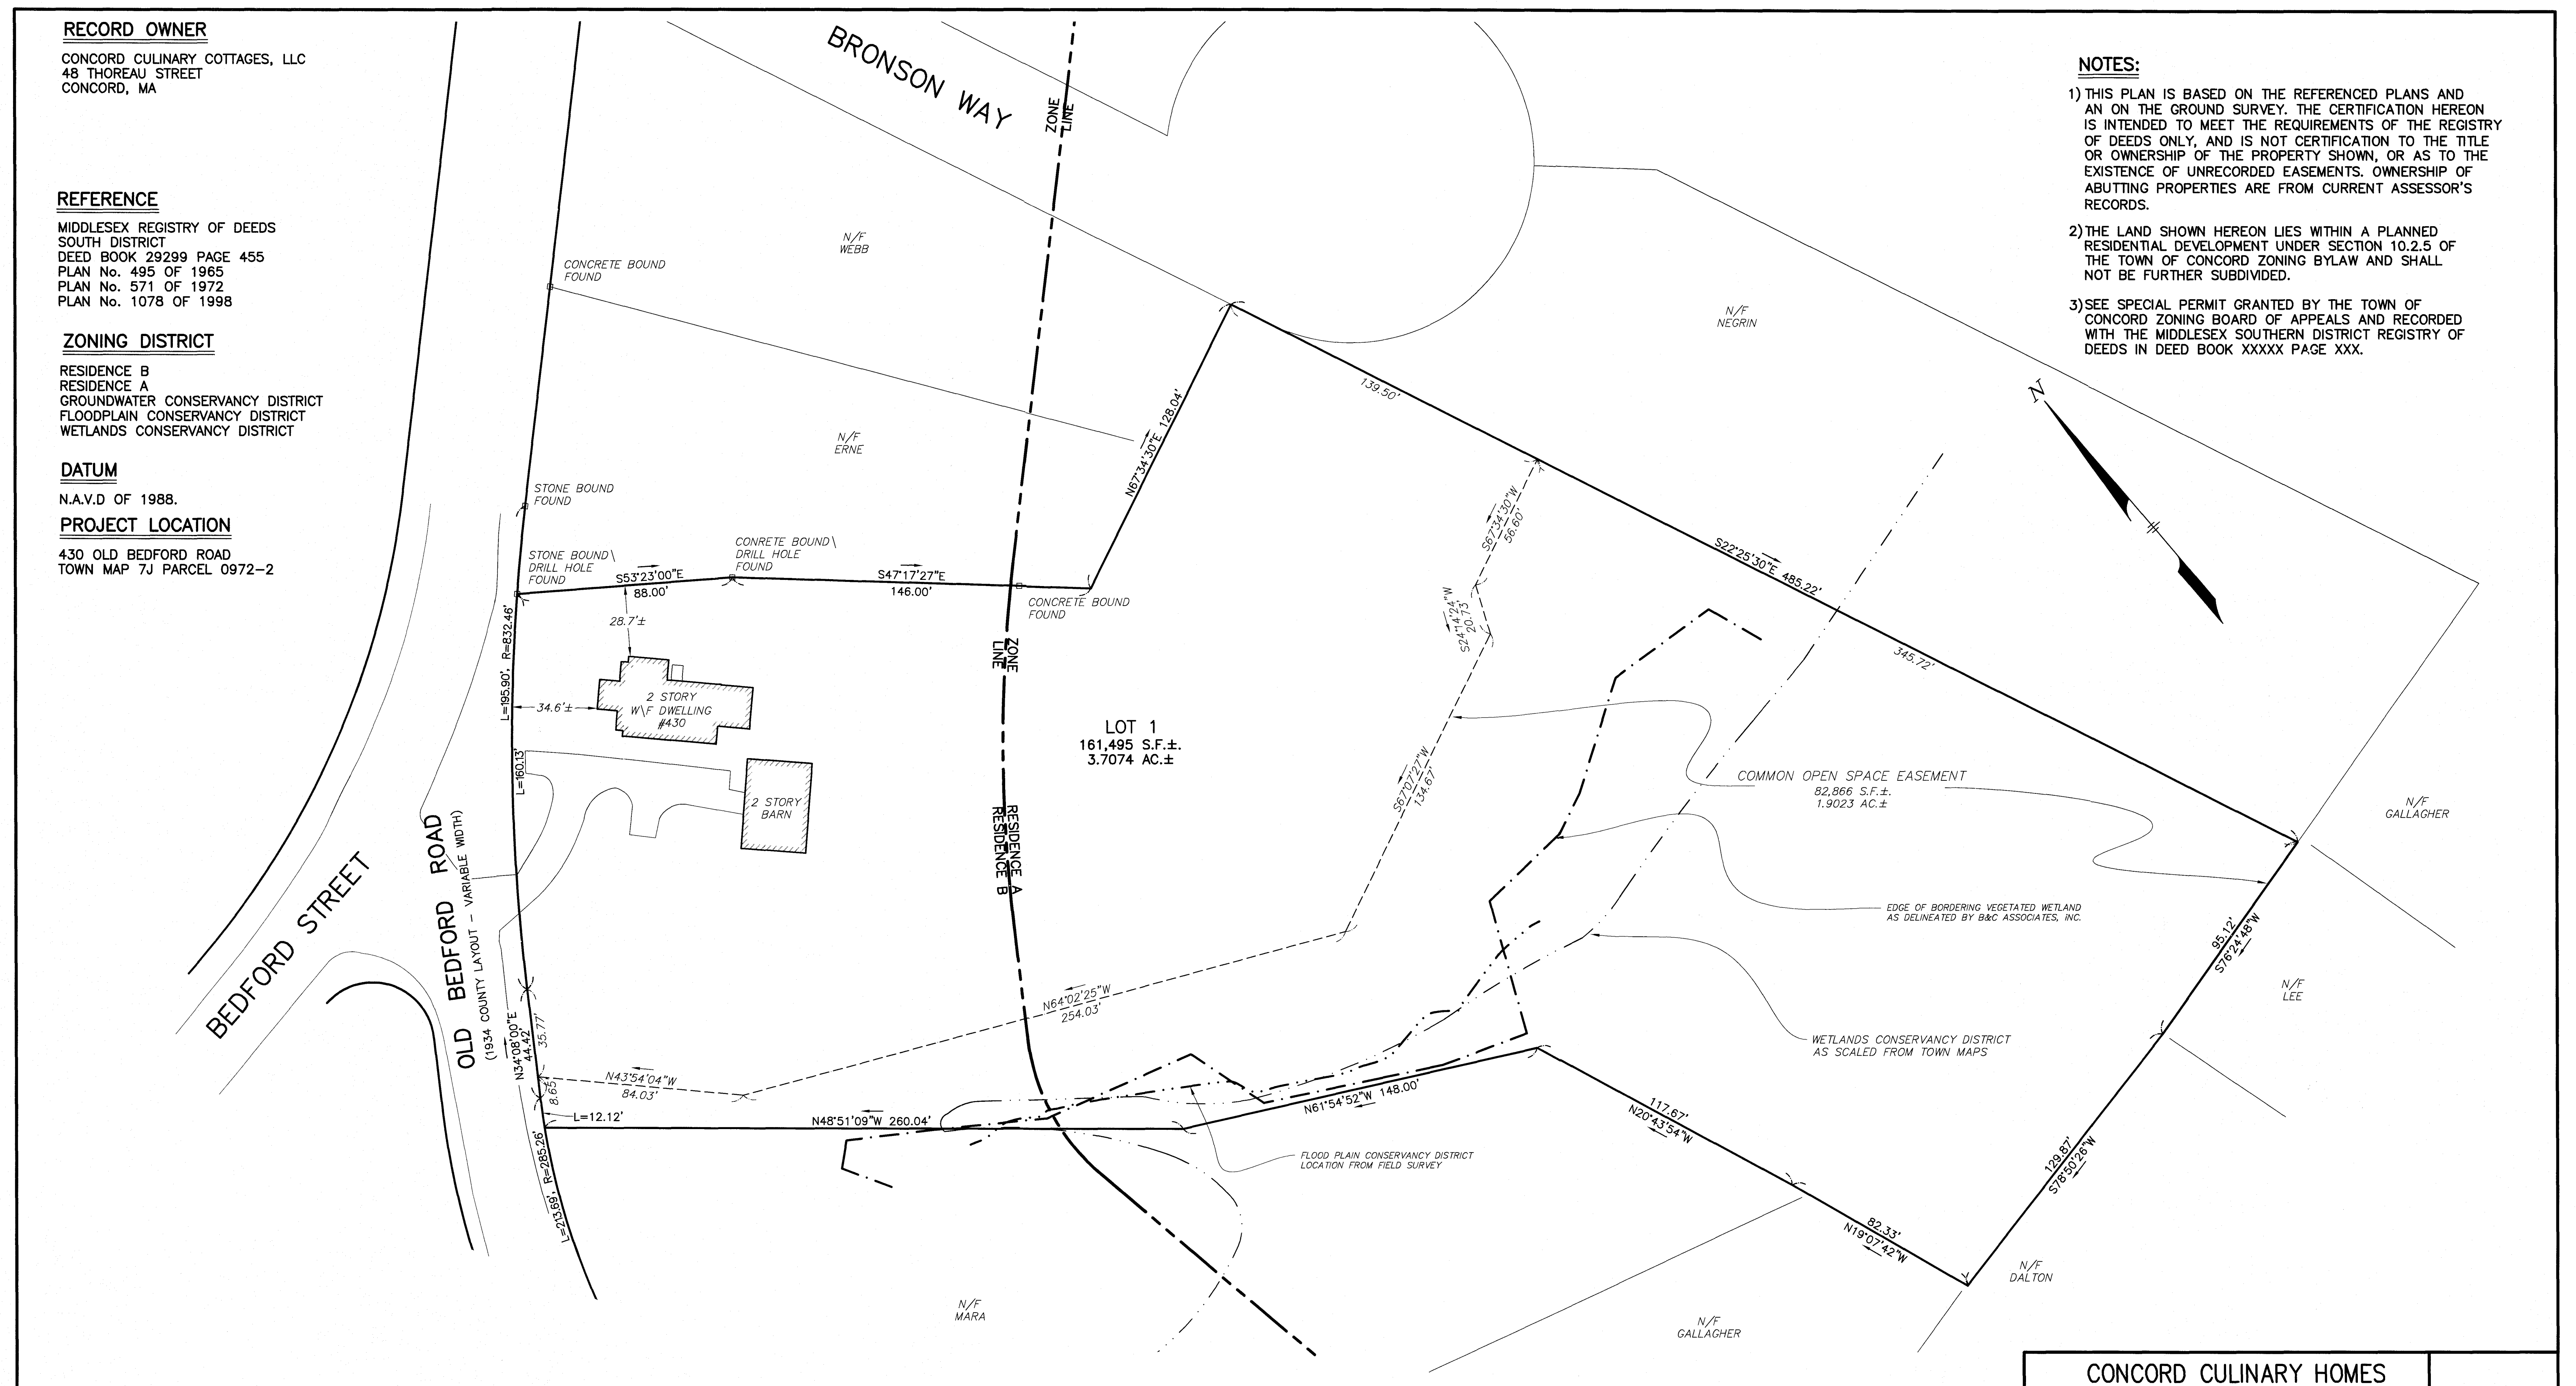 RECORD OWNER
CONCORD CULINARY COTTAGES, LLC
48 THOREAU STREET
CONCORD, MA
REFERENCE
MIDDLESEX REGISTRY OF DEEDS
SOUTH DISTRICT
DEED BOOK 29299 PAGE 455
PLAN No. 495 OF 1965
PLAN No. 571 OF 1972
PLAN No. 1078 OF 1998
ZONING DISTRICT
RESIDENCE B
RESIDENCE A
GROUNDWATER CONSERVANCY DISTRICT
FLOODPLAIN CONSERVANCY DISTRICT
WETLANDS CONSERVANCY DISTRICT
DATUM
N.A.V.D OF 1988.
PROJECT LOCATION
430 OLD BEDFORD ROAD
TOWN MAP 7J PARCEL 0972-2
NOTES:
1) THIS PLAN IS BASED ON THE REFERENCED PLANS AND
AN ON THE GROUND SURVEY. THE CERTIFICATION HEREON
IS INTENDED TO MEET THE REQUIREMENTS OF THE REGISTRY
OF DEEDS ONLY, AND IS NOT CERTIFICATION TO THE TITLE
OR OWNERSHIP OF THE PROPERTY SHOWN, OR AS TO THE
EXISTENCE OF UNRECORDED EASEMENTS. OWNERSHIP OF
ABUTTING PROPERTIES ARE FROM CURRENT ASSESSOR'S
RECORDS.
2) THE LAND SHOWN HEREON LIES WITHIN A PLANNED
RESIDENTIAL DEVELOPMENT UNDER SECTION 10.2.5 OF
THE TOWN OF CONCORD ZONING BYLAW AND SHALL
NOT BE FURTHER SUBDIVIDED.
3) SEE SPECIAL PERMIT GRANTED BY THE TOWN OF
CONCORD ZONING BOARD OF APPEALS AND RECORDED
WITH THE MIDDLESEX SOUTHERN DISTRICT REGISTRY OF
DEEDS IN DEED BOOK XXXXX PAGE XXX.
N
BRONSON WAY
ZONE
LINE
N/F
WEBB
CONCRETE BOUND
FOUND
N/F
NEGRIN
139.50'
N67°34'30"E 128.04'
N/F
ERNE
STONE BOUND
FOUND
STONE BOUND\
DRILL HOLE
FOUND
CONRETE BOUND\
DRILL HOLE
FOUND
S53°23'00"E
88.00'
S47°17'27"E
146.00'
CONCRETE BOUND
FOUND
S67°34'30"W
56.60'
S24°14'24"W
20.73'
S22°25'30"E 485.22'
345.72'
28.7'±
L=195.90', R=832.46'
34.6'±
2 STORY
W\F DWELLING
#430
ZONE
LINE
LOT 1
161,495 S.F.±.
3.7074 AC.±
S67°07'27"W
134.67'
COMMON OPEN SPACE EASEMENT
82,866 S.F.±.
1.9023 AC.±
N/F
GALLAGHER
L=160.13'
2 STORY
BARN
RESIDENCE A
RESIDENCE B
BEDFORD STREET
OLD BEDFORD ROAD
(1934 COUNTY LAYOUT - VARIABLE WIDTH)
EDGE OF BORDERING VEGETATED WETLAND
AS DELINEATED BY B&C ASSOCIATES, INC.
95.12'
S76°24'48"W
N/F
LEE
N64°02'25"W
254.03'
WETLANDS CONSERVANCY DISTRICT
AS SCALED FROM TOWN MAPS
N34°08'00"E
44.42'
35.77'
8.65'
N43°54'04"W
84.03'
L=12.12'
N48°51'09"W 260.04'
N61°54'52"W 148.00'
117.67'
N20°43'54"W
FLOOD PLAIN CONSERVANCY DISTRICT
LOCATION FROM FIELD SURVEY
129.87'
S78°50'26"W
L=213.69', R=285.26'
82.33'
N19°07'42"W
N/F
DALTON
N/F
MARA
N/F
GALLAGHER
CONCORD CULINARY HOMES